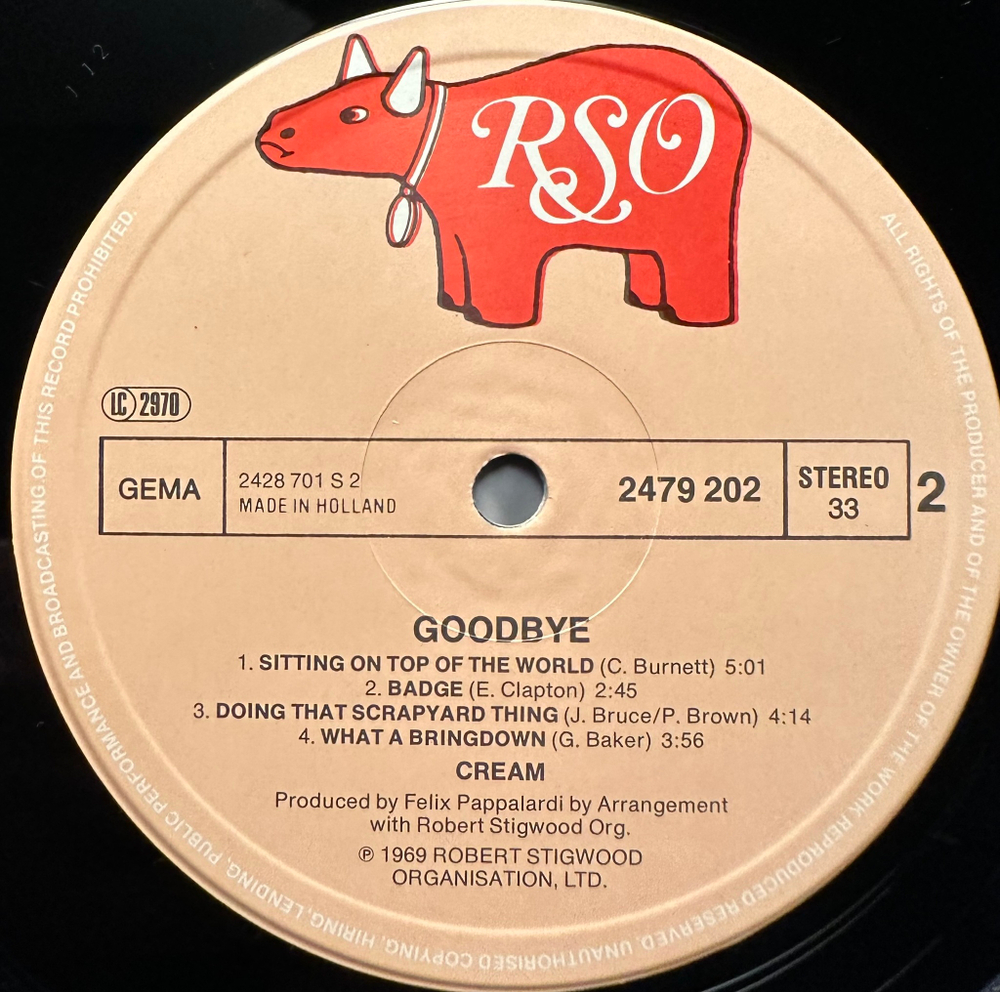 RSO
LC 2970
GEMA
2428 701 S 2
MADE IN HOLLAND
2479 202
STEREO
33
2
GOODBYE
1. SITTING ON TOP OF THE WORLD (C. Burnett) 5:01
2. BADGE (E. Clapton) 2:45
3. DOING THAT SCRAPYARD THING (J. Bruce/P. Brown) 4:14
4. WHAT A BRINGDOWN (G. Baker) 3:56
CREAM
Produced by Felix Pappalardi by Arrangement
with Robert Stigwood Org.
℗ 1969 ROBERT STIGWOOD
ORGANISATION, LTD.
ALL RIGHTS OF THE PRODUCER AND OF THE OWNER OF THE WORK REPRODUCED RESERVED. UNAUTHORISED COPYING, HIRING, LENDING, PUBLIC PERFORMANCE AND BROADCASTING OF THIS RECORD PROHIBITED.